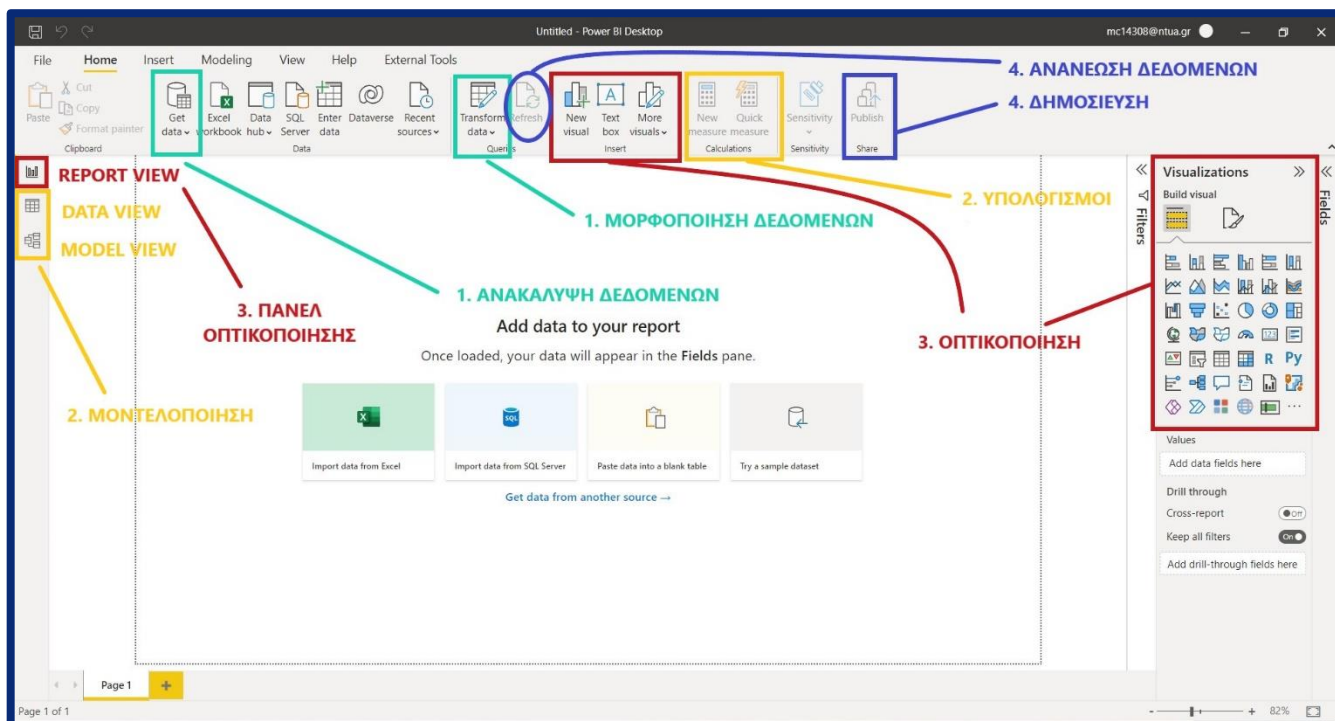 Untitled - Power BI Desktop
mc14308@ntua.gr
File Home Insert Modeling View Help External Tools
4. ΑΝΑΝΕΩΣΗ ΔΕΔΟΜΕΝΩΝ
4. ΔΗΜΟΣΙΕΥΣΗ
Paste
Cut
Copy
Format painter
Clipboard
Get data
Excel workbook
Data hub
SQL Server
Enter data
Dataverse
Recent sources
Data
Transform data
Refresh
Queries
New visual
Text box
More visuals
Insert
New measure
Quick measure
Calculations
Sensitivity
Sensitivity
Publish
Share
REPORT VIEW
DATA VIEW
MODEL VIEW
1. ΜΟΡΦΟΠΟΙΗΣΗ ΔΕΔΟΜΕΝΩΝ
2. ΥΠΟΛΟΓΙΣΜΟΙ
1. ΑΝΑΚΑΛΥΨΗ ΔΕΔΟΜΕΝΩΝ
3. ΠΑΝΕΛ
ΟΠΤΙΚΟΠΟΙΗΣΗΣ
3. ΟΠΤΙΚΟΠΟΙΗΣΗ
2. ΜΟΝΤΕΛΟΠΟΙΗΣΗ
Add data to your report
Once loaded, your data will appear in the Fields pane.
SQL
Import data from Excel
Import data from SQL Server
Paste data into a blank table
Try a sample dataset
Get data from another source →
Filters
Visualizations
Build visual
123
R Py
Values
Add data fields here
Drill through
Cross-report Off
Keep all filters On
Add drill-through fields here
Fields
Page 1
Page 1 of 1
82%